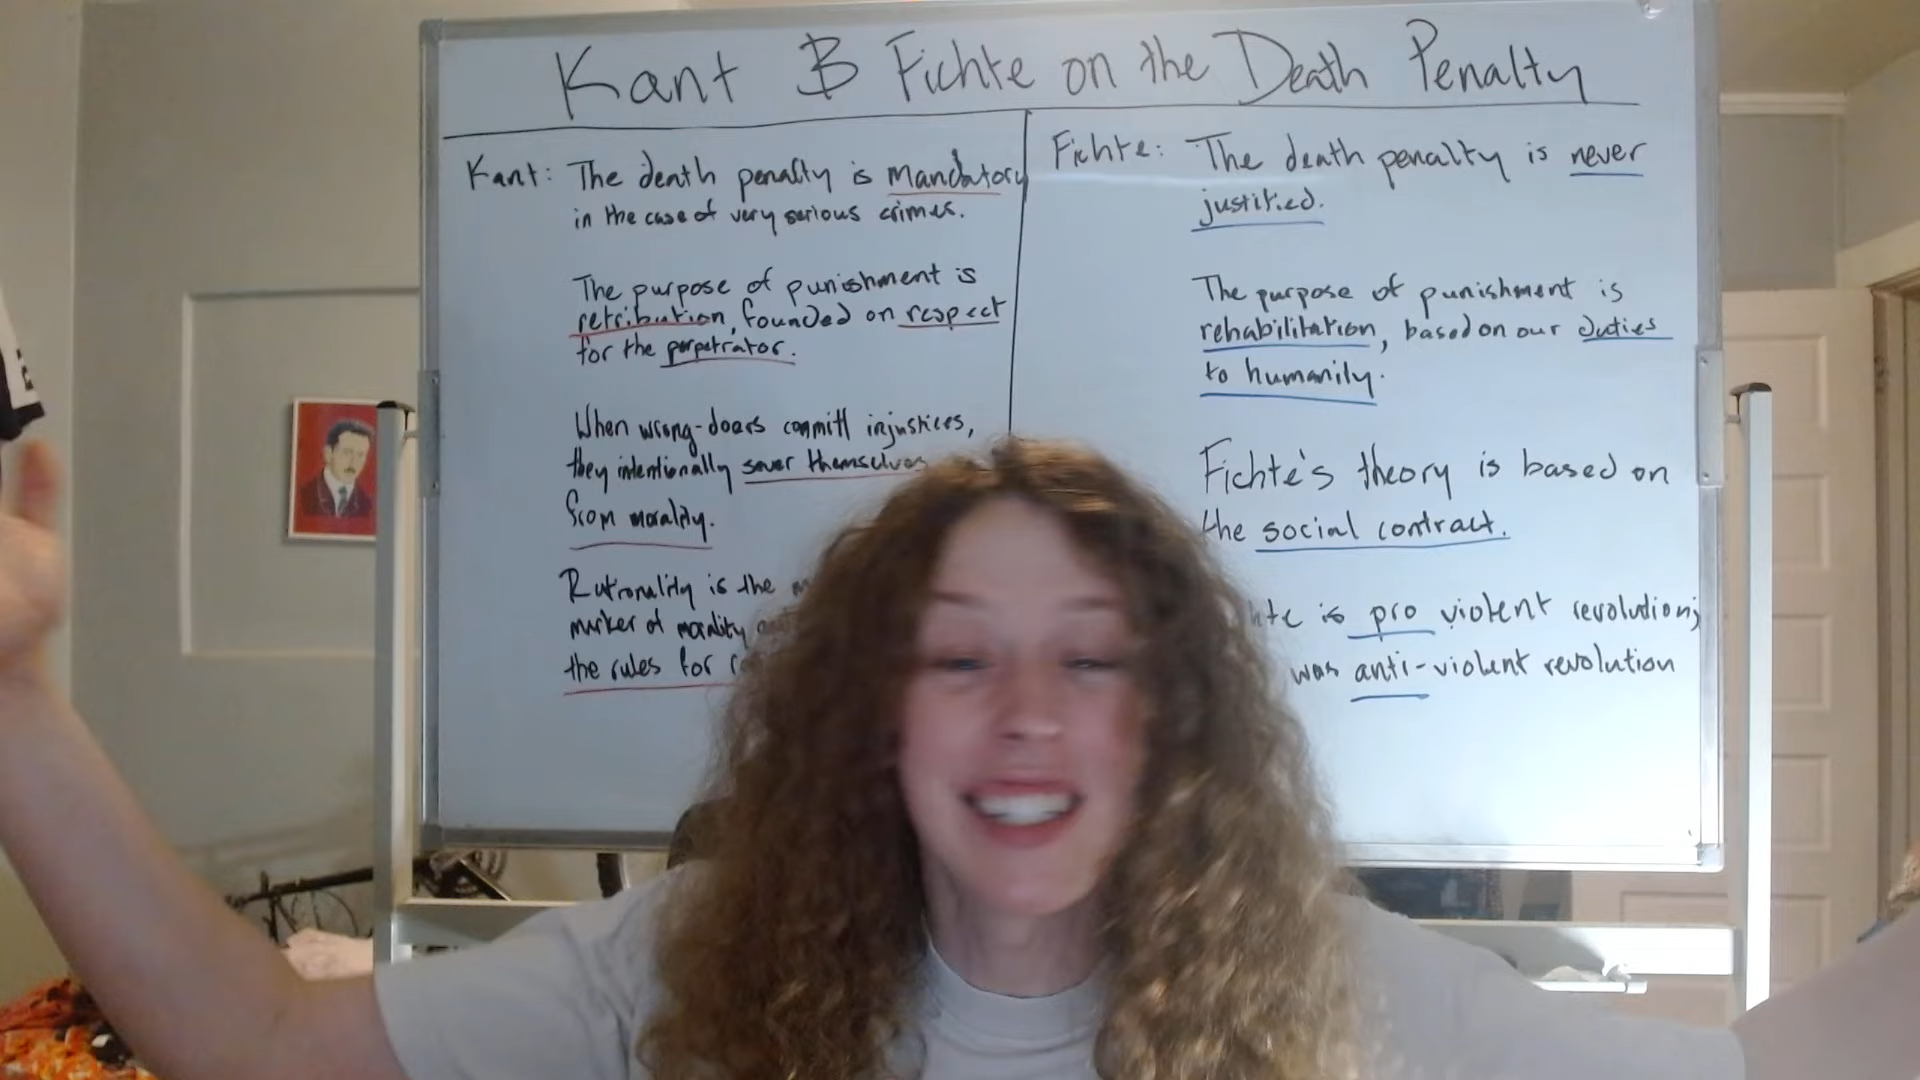 Kant & Fichte on the Death Penalty
Kant: The death penalty is mandatory
in the case of very serious crimes.
The purpose of punishment is
retribution, founded on respect
for the perpetrator.
When wrong-doers committ injustices,
they intentionally sever themselves
from morality.
Rationality is the
marker of morality
the rules for
Fichte: The death penalty is never
justified.
The purpose of punishment is
rehabilitation, based on our duties
to humanity.
Fichte's theory is based on
the social contract.
is pro violent revolution;
was anti-violent revolution